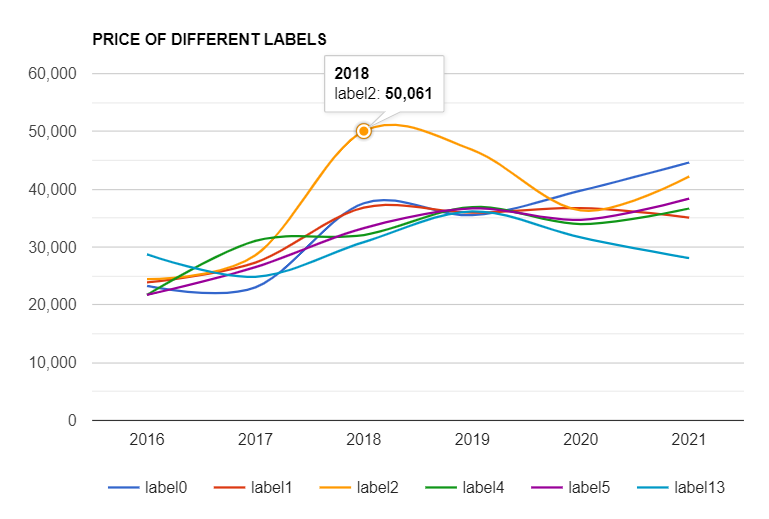 PRICE OF DIFFERENT LABELS
60,000
2018
label2: 50,061
50,000
40,000
30,000
20,000
10,000
0
2016 2017 2018 2019 2020 2021
label0 label1 label2 label4 label5 label13